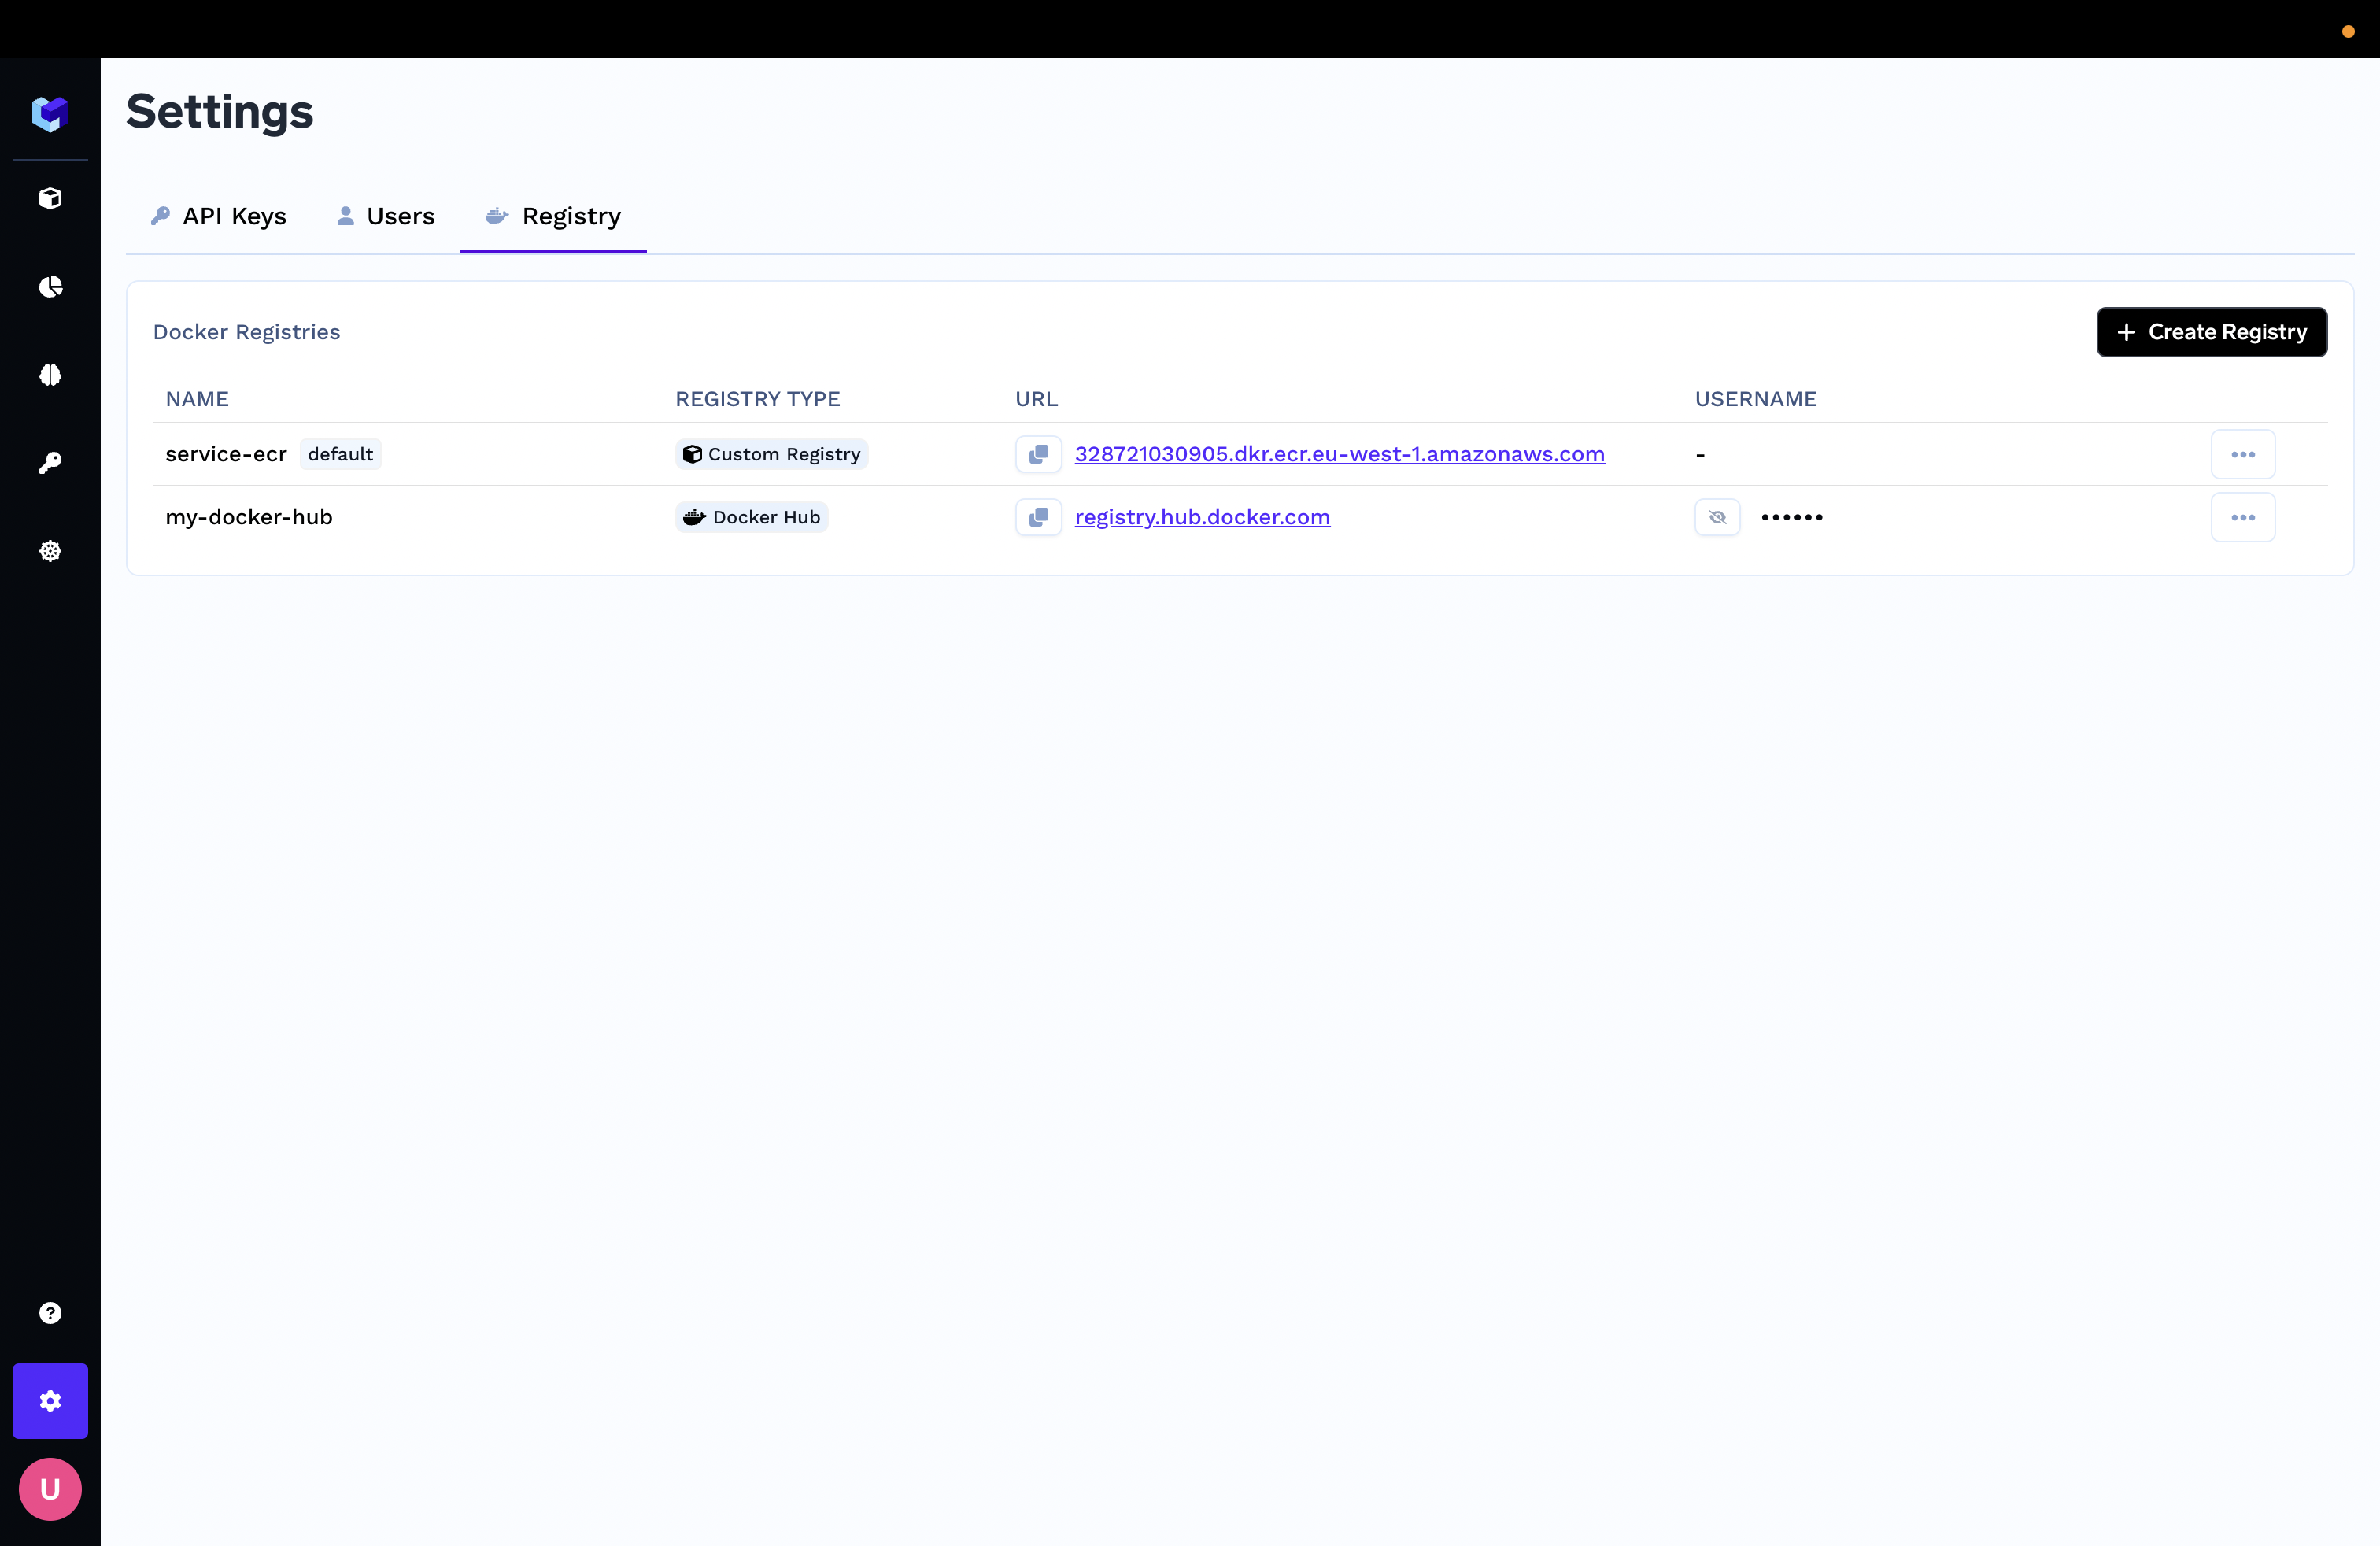 Settings
API Keys
Users
Registry
Docker Registries
Create Registry
NAME REGISTRY TYPE URL USERNAME
service-ecr default Custom Registry 328721030905.dkr.ecr.eu-west-1.amazonaws.com -
my-docker-hub Docker Hub registry.hub.docker.com ••••••
U